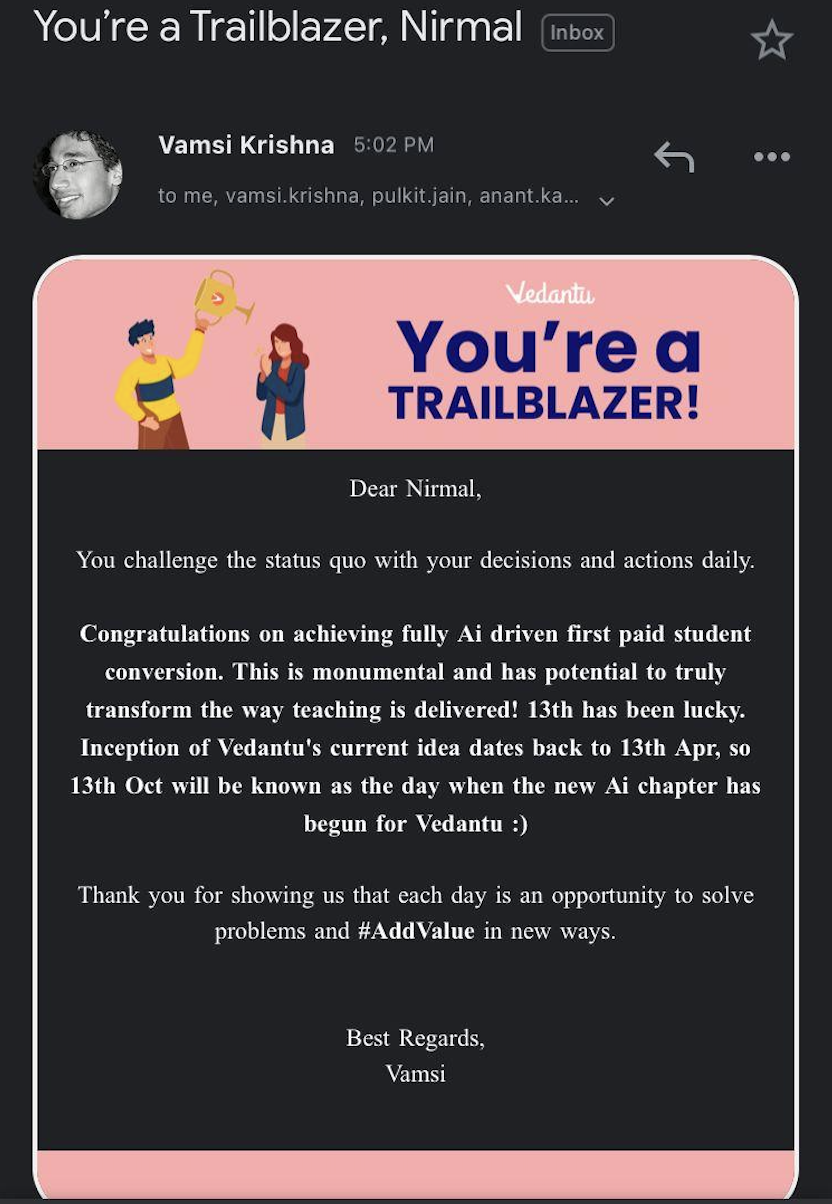 You’re a Trailblazer, Nirmal Inbox
Vamsi Krishna 5:02 PM
to me, vamsi.krishna, pulkit.jain, anant.ka...
Vedantu
You’re a
TRAILBLAZER!
Dear Nirmal,
You challenge the status quo with your decisions and actions daily.
Congratulations on achieving fully Ai driven first paid student
conversion. This is monumental and has potential to truly
transform the way teaching is delivered! 13th has been lucky.
Inception of Vedantu's current idea dates back to 13th Apr, so
13th Oct will be known as the day when the new Ai chapter has
begun for Vedantu :)
Thank you for showing us that each day is an opportunity to solve
problems and #AddValue in new ways.
Best Regards,
Vamsi